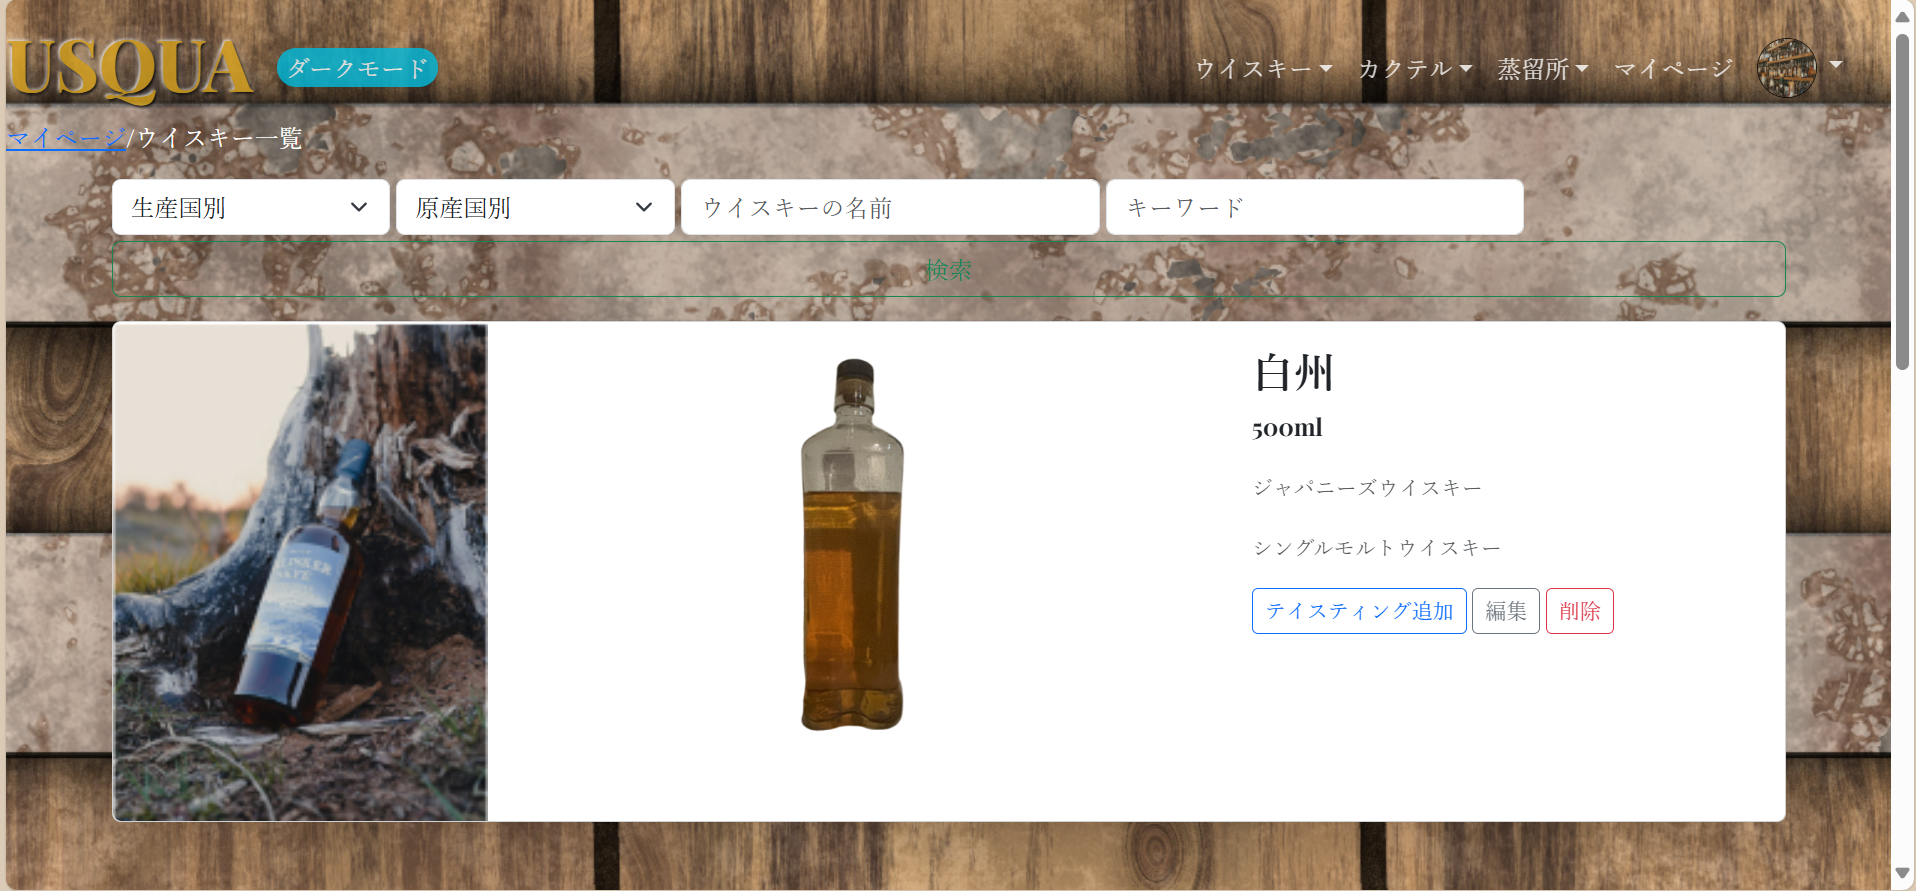 USQUA ダークモード ウイスキー カクテル 蒸留所 マイページ
マイページ/ウイスキー一覧
生産国別 原産国別 ウイスキーの名前 キーワード
検索
白州
500ml
ジャパニーズウイスキー
シングルモルトウイスキー
テイスティング追加 編集 削除